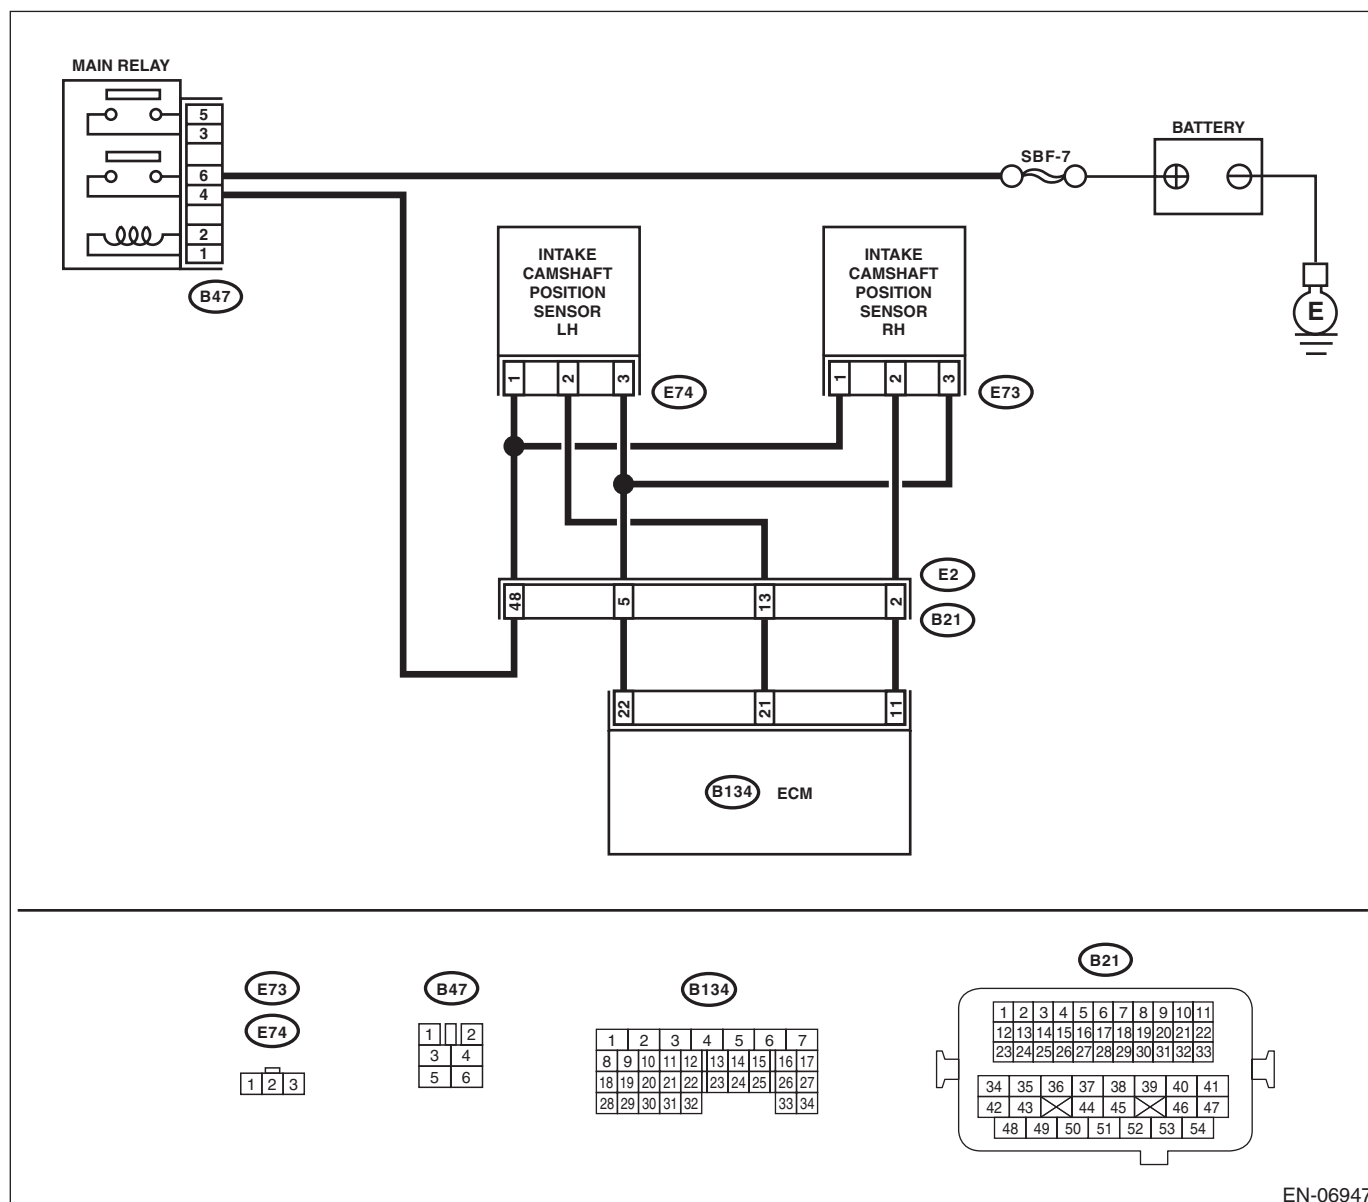 MAIN RELAY
5
3
6
4
2
1
B47
SBF-7
BATTERY
E
INTAKE
CAMSHAFT
POSITION
SENSOR
LH
1 2 3
E74
INTAKE
CAMSHAFT
POSITION
SENSOR
RH
1 2 3
E73
E2
48 5 13 2
B21
22 21 11
B134 ECM
E73
E74
1 2 3
B47
1 2
3 4
5 6
B134
1 2 3 4 5 6 7
8 9 10 11 12 13 14 15 16 17
18 19 20 21 22 23 24 25 26 27
28 29 30 31 32 33 34
B21
1 2 3 4 5 6 7 8 9 10 11
12 13 14 15 16 17 18 19 20 21 22
23 24 25 26 27 28 29 30 31 32 33
34 35 36 37 38 39 40 41
42 43 44 45 46 47
48 49 50 51 52 53 54
EN-06947